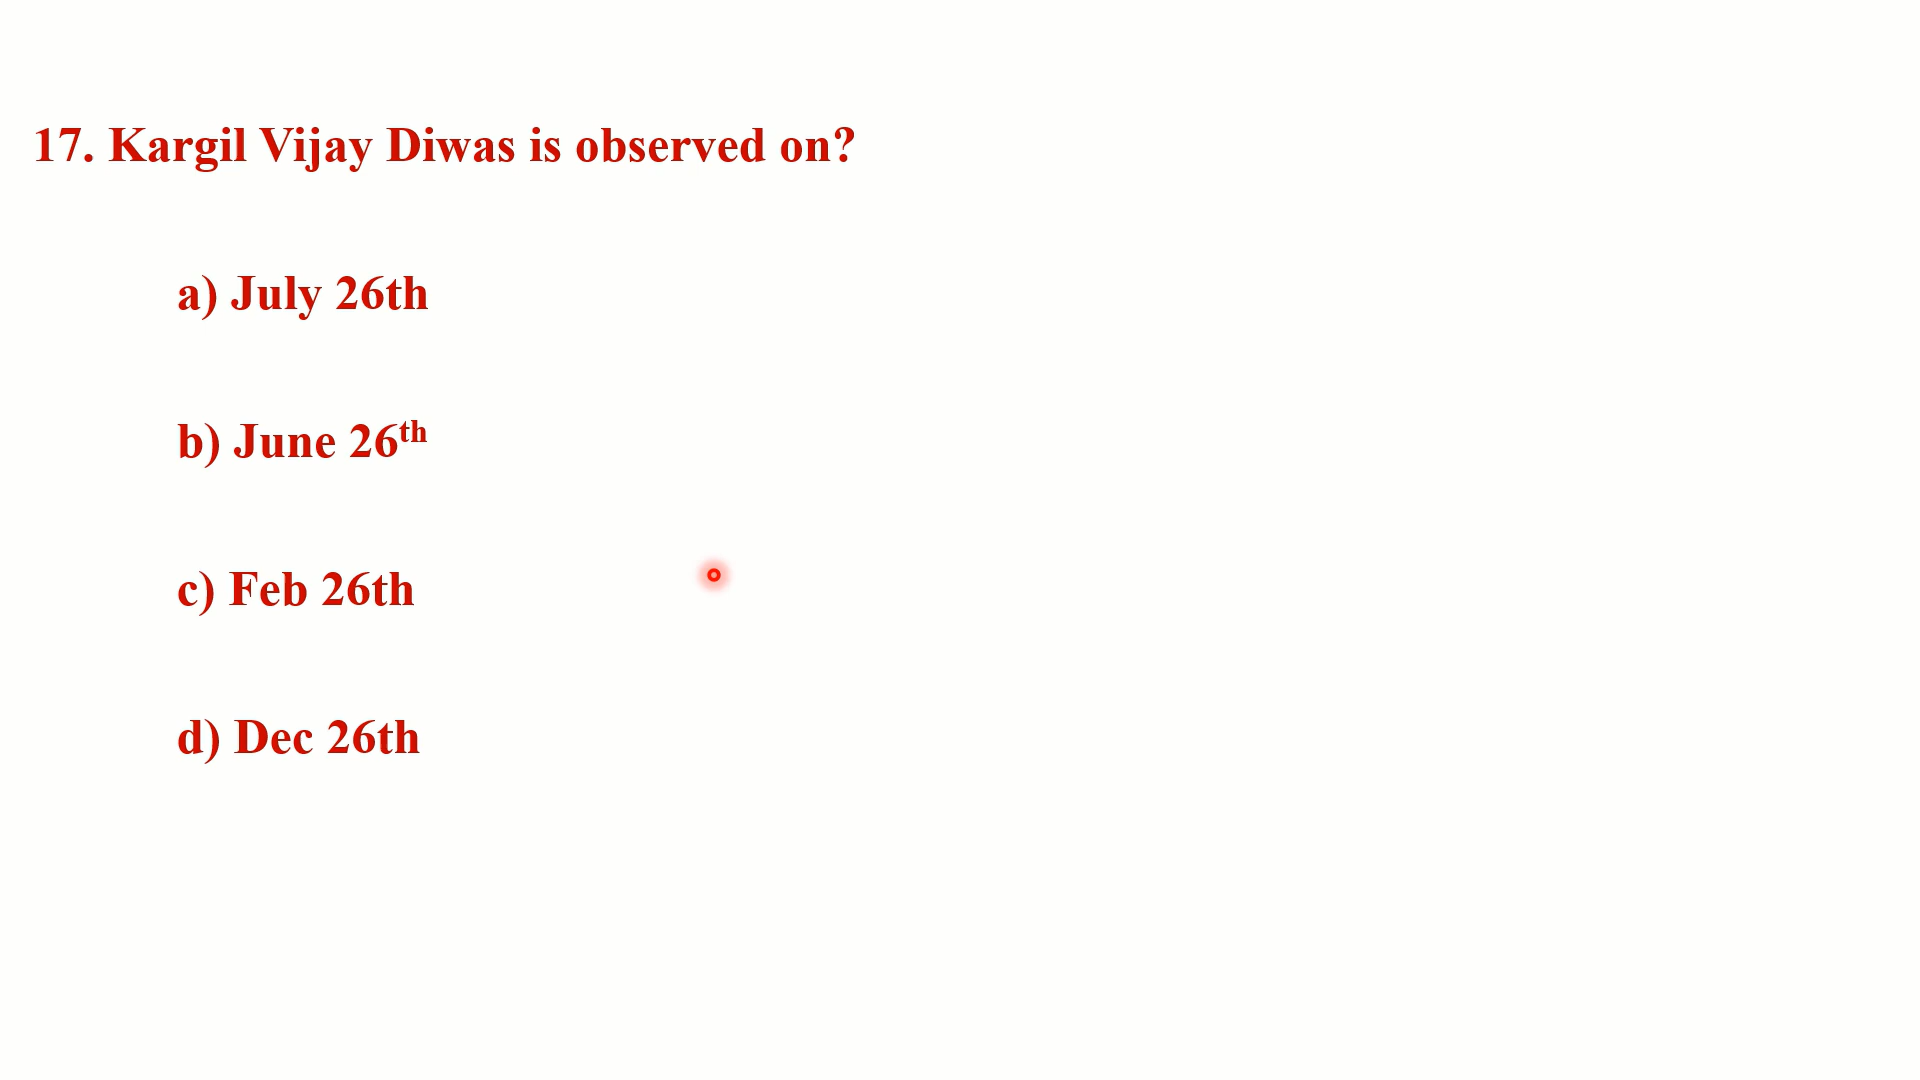 17. Kargil Vijay Diwas is observed on?
a) July 26th
b) June 26th
c) Feb 26th
d) Dec 26th